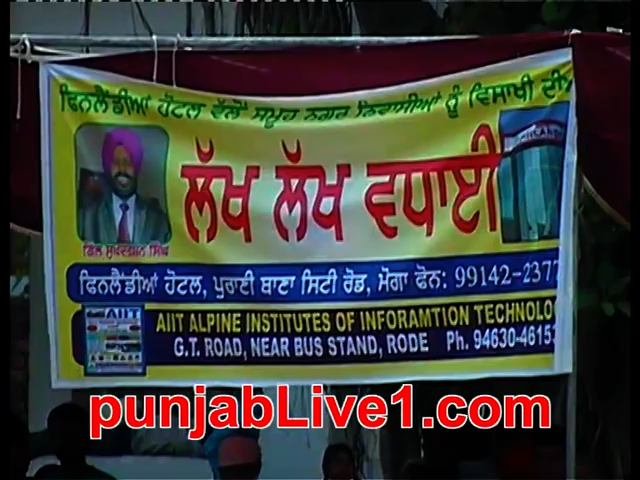 ਫਿਨਲੈਂਡੀਆਂ ਹੋਟਲ ਵੱਲੋਂ ਸਮੂਹ ਨਗਰ ਨਿਵਾਸੀਆਂ ਨੂੰ ਵਿਸਾਖੀ ਦੀਆਂ
ਲੱਖ ਲੱਖ ਵਧਾਈ
ਸਿੰਘ
ਫਿਨਲੈਂਡੀਆਂ ਹੋਟਲ, ਪੁਰਾਣੀ ਥਾਣਾ ਸਿਟੀ ਰੋਡ, ਮੋਗਾ ਫੋਨ: 99142-2377
AIIT
AIIT ALPINE INSTITUTES OF INFORAMTION TECHNOLO
G.T. ROAD, NEAR BUS STAND, RODE Ph. 94630-46153
punjabLive1.com